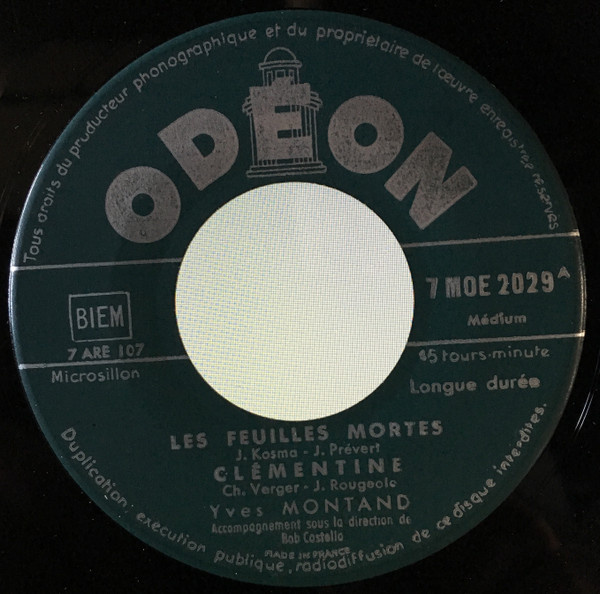 Tous droits du producteur phonographique et du propriétaire de l'œuvre enregistrée réservés
ODÉON
BIEM
7 ARE 107
Microsillon
7 MOE 2029 A
Médium
45 tours-minute
Longue durée
LES FEUILLES MORTES
J. Kosma - J. Prévert
CLÉMENTINE
Ch. Verger - J. Rougeole
Yves MONTAND
Accompagnement sous la direction de
Bob Castella
MADE IN FRANCE
Duplication, exécution publique, radiodiffusion de ce disque interdites.